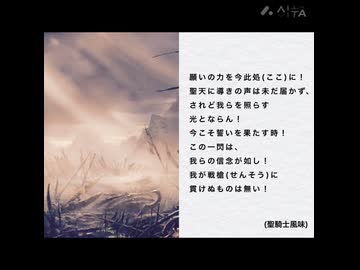 願いの力を今此処(ここ)に!
聖天に導きの声は未だ届かず、
されど我らを照らす
光とならん!
今こそ誓いを果たす時!
この一閃は、
我らの信念が如し!
我が戦槍(せんそう)に
貫けぬものは無い!
(聖騎士風味)